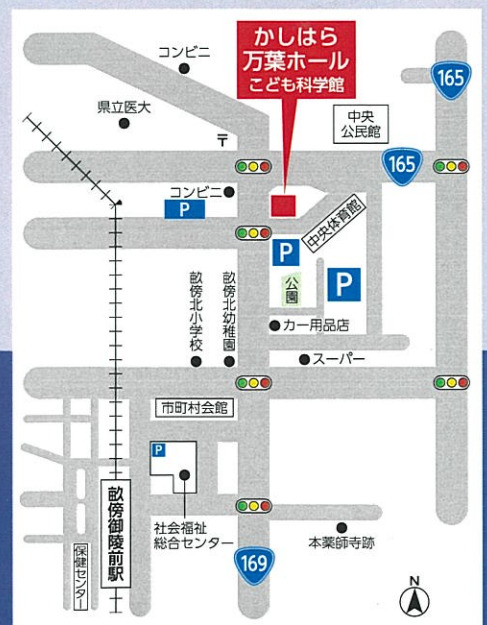 コンビニ
かしはら
万葉ホール
こども科学館
165
県立医大
中央
公民館
〒
165
コンビニ
P
中央体育館
P
公園
P
畝傍北小学校
畝傍北幼稚園
カー用品店
スーパー
市町村会館
P
畝傍御陵前駅
社会福祉
総合センター
本薬師寺跡
保健センター
169
N